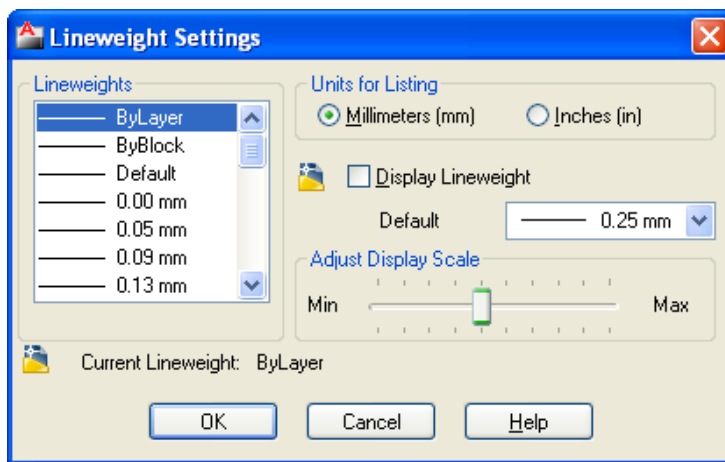 Lineweight Settings
Lineweights
ByLayer
ByBlock
Default
0.00 mm
0.05 mm
0.09 mm
0.13 mm
Units for Listing
Millimeters (mm) Inches (in)
Display Lineweight
Default 0.25 mm
Adjust Display Scale
Min Max
Current Lineweight: ByLayer
OK Cancel Help